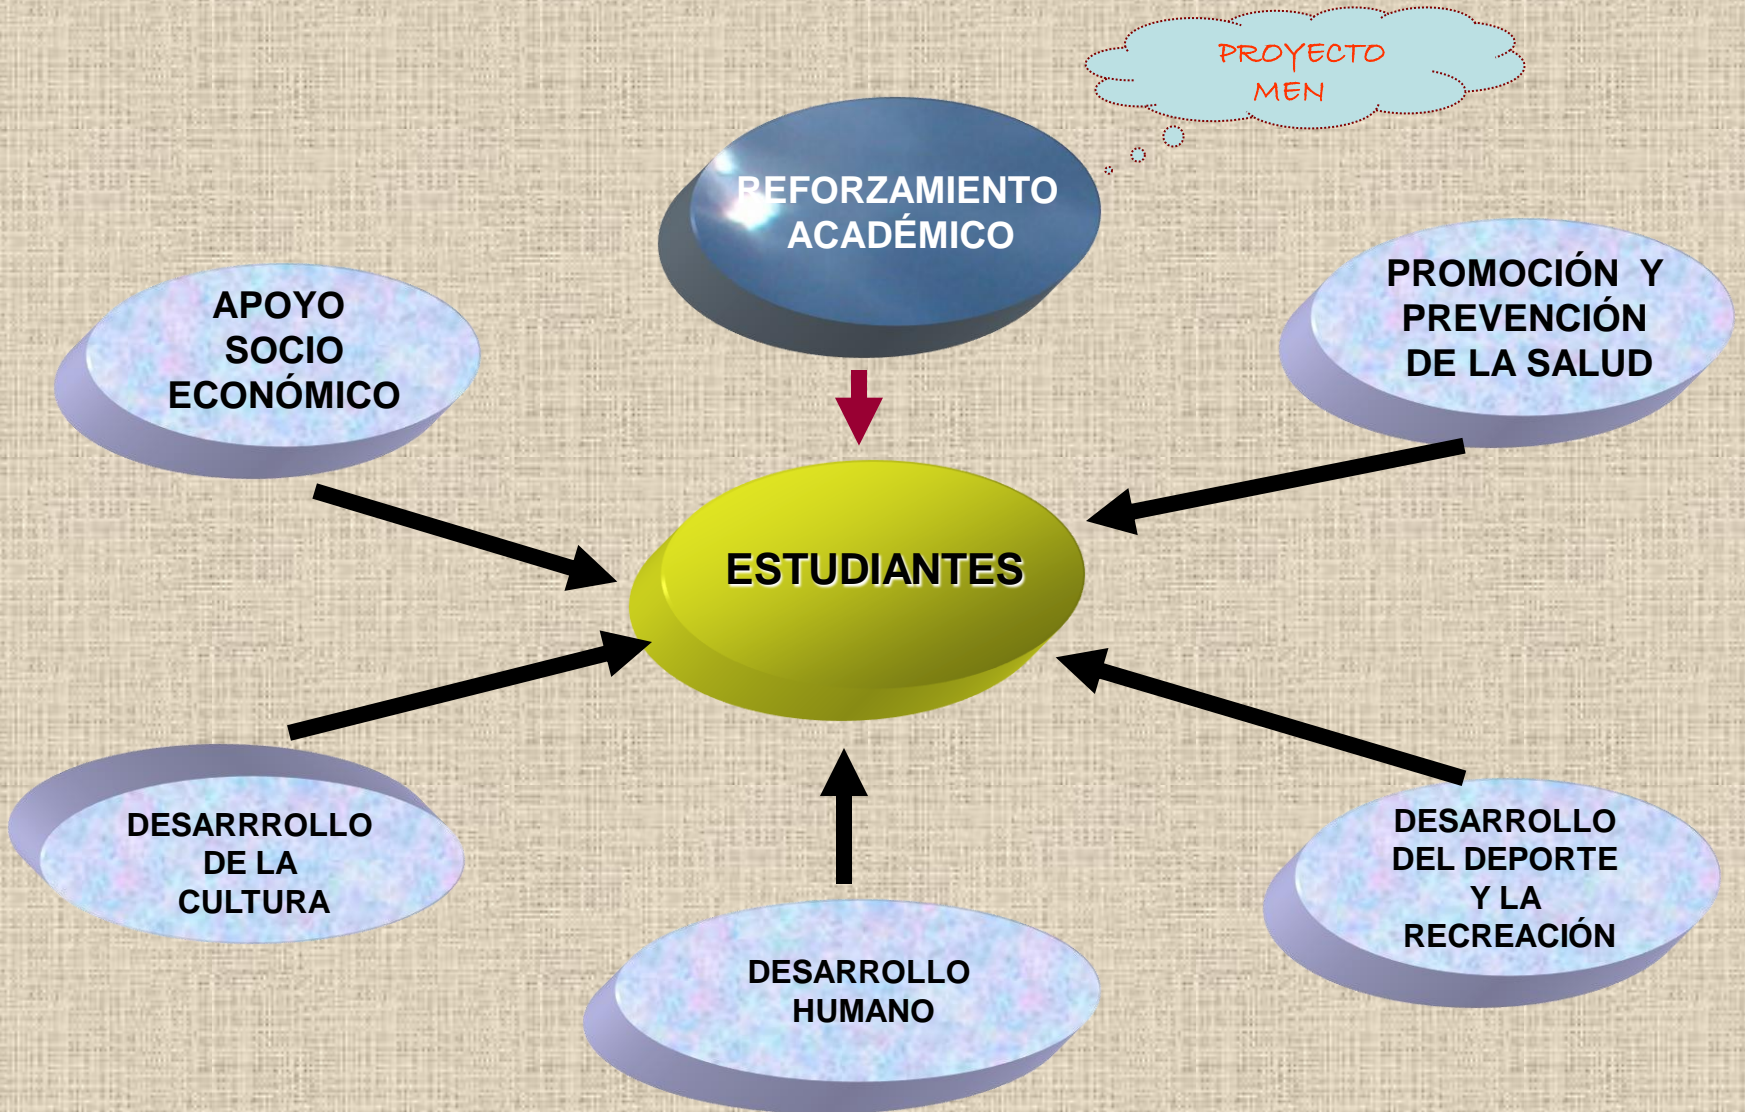 PROYECTO
MEN
REFORZAMIENTO
ACADÉMICO
APOYO
SOCIO
ECONÓMICO
PROMOCIÓN Y
PREVENCIÓN
DE LA SALUD
ESTUDIANTES
DESARRROLLO
DE LA
CULTURA
DESARROLLO
HUMANO
DESARROLLO
DEL DEPORTE
Y LA
RECREACIÓN